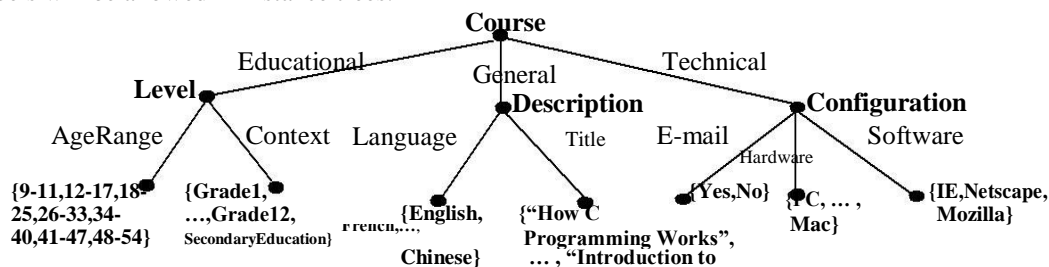 Course
Educational
General
Technical
Level
Description
Configuration
AgeRange
Context
Language
Title
E-mail
Hardware
Software
{9-11,12-17,18-
25,26-33,34-
40,41-47,48-54}
{Grade1,
…,Grade12,
SecondaryEducation}
{English,
French,…,
Chinese}
{“How C
Programming Works”,
… , “Introduction to
{Yes,No}
{PC, … ,
Mac}
{IE,Netscape,
Mozilla}